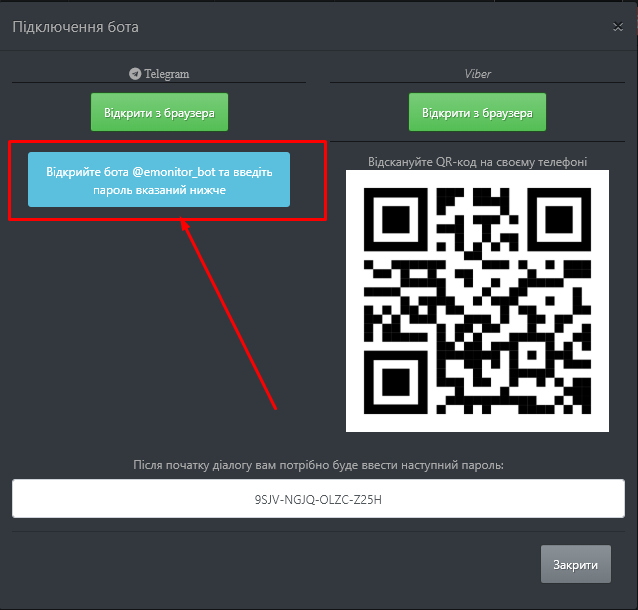 Підключення бота
Telegram
Відкрити з браузера
Відкрийте бота @emonitor_bot та введіть
пароль вказаний нижче
Viber
Відкрити з браузера
Відскануйте QR-код на своєму телефоні
Після початку діалогу вам потрібно буде ввести наступний пароль:
9SJV-NGJQ-OLZC-Z25H
Закрити